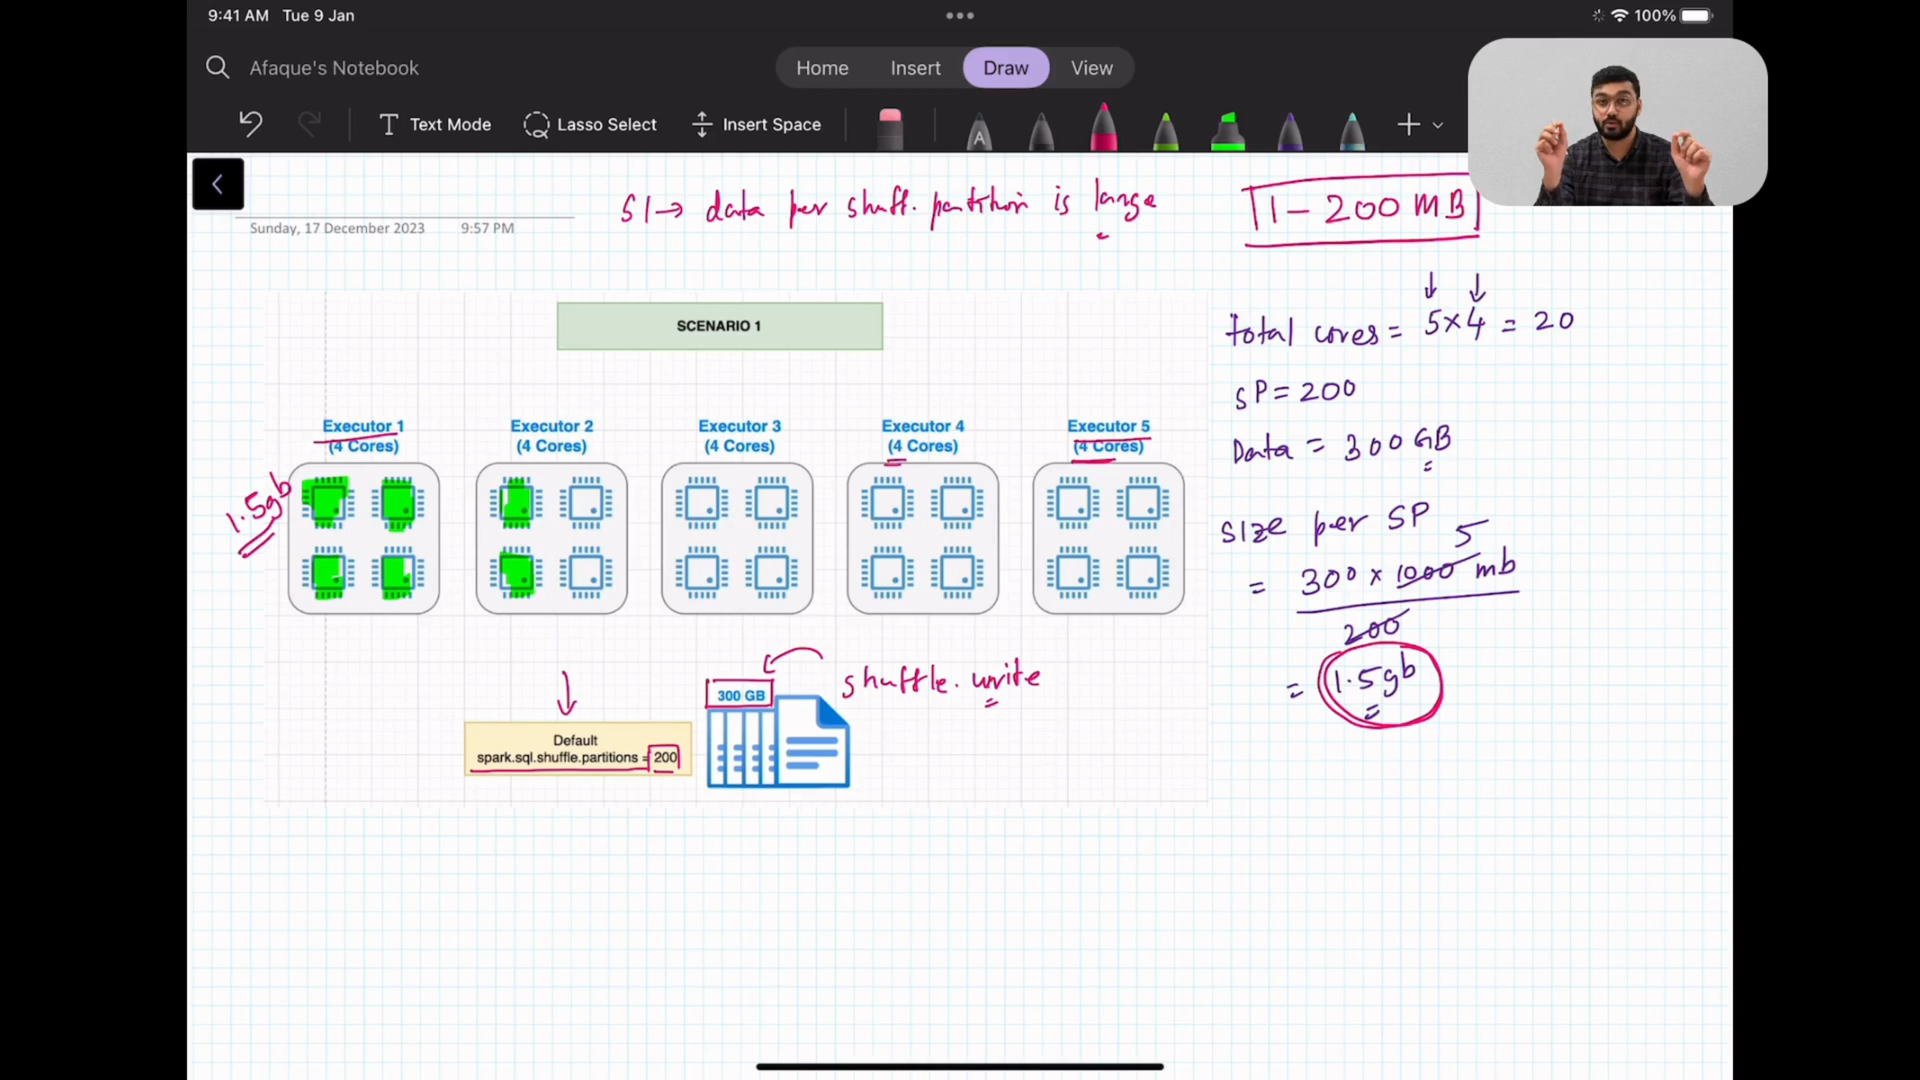 9:41 AM Tue 9 Jan
100%
Afaque's Notebook
Home
Insert
Draw
View
Text Mode
Lasso Select
Insert Space
A
S1→ data per shuff. partition is large
1 – 200 MB
Sunday, 17 December 2023 9:57 PM
SCENARIO 1
total cores = 5×4 = 20
SP = 200
Data = 300 GB
Executor 1
(4 Cores)
Executor 2
(4 Cores)
Executor 3
(4 Cores)
Executor 4
(4 Cores)
Executor 5
(4 Cores)
1.5gb
size per SP
5
= 300 × 1000 mb
200
= 1.5gb
300 GB
shuffle.write
Default
spark.sql.shuffle.partitions = 200